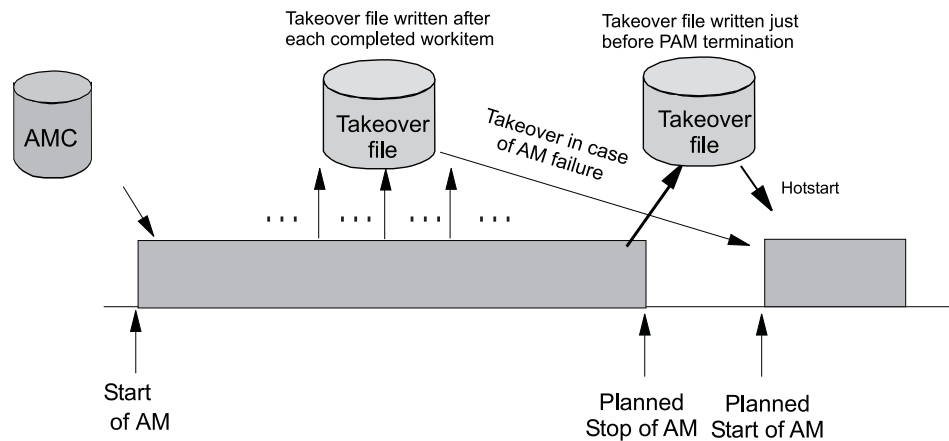 Takeover file written after
each completed workitem
Takeover file written just
before PAM termination
AMC
Takeover
file
Takeover in case
of AM failure
Takeover
file
Hotstart
. . .
. . .
. . .
. . .
Start
of AM
Planned
Stop of AM
Planned
Start of AM